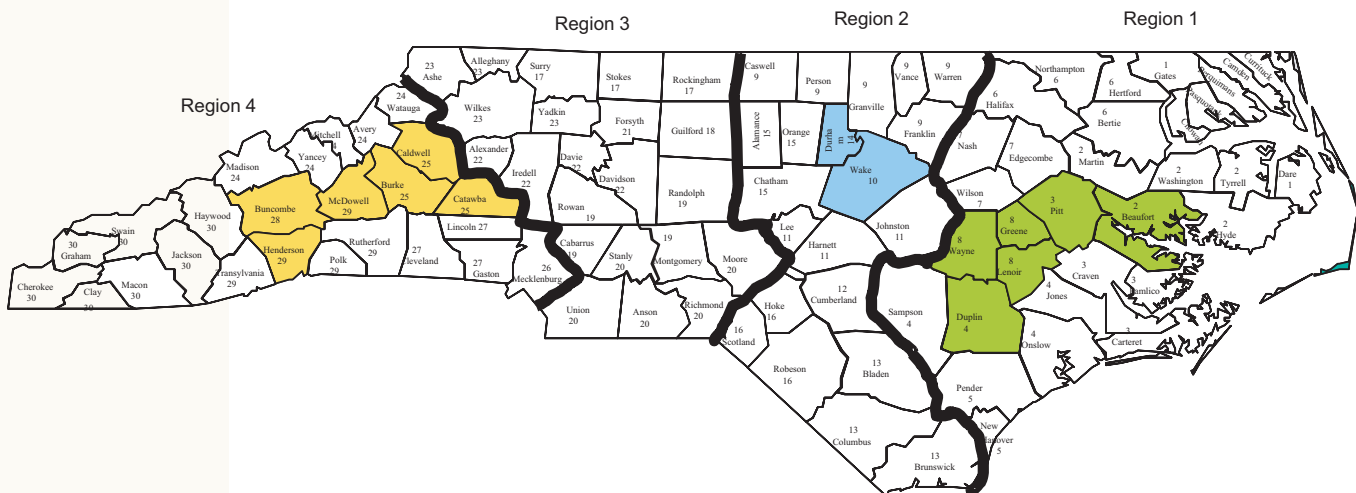 Region 3
Region 2
Region 1
Region 4
23
Ashe
Alleghany
23
Surry
17
Stokes
17
Rockingham
17
Caswell
9
Person
9
9
Granville
9
Vance
9
Warren
Northampton
6
6
Hertford
1
Gates
Currituck
Camden
Perquimans
Pasquotank
Chowan
24
Watauga
Wilkes
23
Yadkin
23
Forsyth
21
Guilford 18
Alamance
15
Orange
15
Durha
m
14
9
Franklin
6
Halifax
6
Bertie
7
Nash
7
Edgecombe
2
Martin
2
Washington
2
Tyrrell
Dare
1
Mitchell
4
Avery
24
Yancey
24
Madison
24
Caldwell
25
Alexander
22
Iredell
22
Davie
22
Davidson
22
Randolph
19
Chatham
15
Wake
10
Wilson
7
3
Pitt
2
Beaufort
2
Hyde
Haywood
30
Buncombe
28
McDowell
29
Burke
25
Catawba
25
Rowan
19
Lincoln 27
Lee
11
Harnett
11
Johnston
11
8
Wayne
8
Greene
8
Lenoir
3
Craven
3
amlico
Swain
30
30
Graham
Jackson
30
Henderson
29
Rutherford
29
27
leveland
Cabarrus
19
Stanly
20
19
Montgomery
Moore
20
Cherokee
30
Clay
30
Macon
30
Transylvania
29
Polk
29
27
Gaston
26
Mecklenburg
Union
20
Anson
20
Richmond
20
Hoke
16
12
Cumberland
Sampson
4
Duplin
4
4
Jones
4
Onslow
3
Carteret
16
Scotland
Robeson
16
13
Bladen
Pender
5
13
Columbus
13
Brunswick
New
anover
5